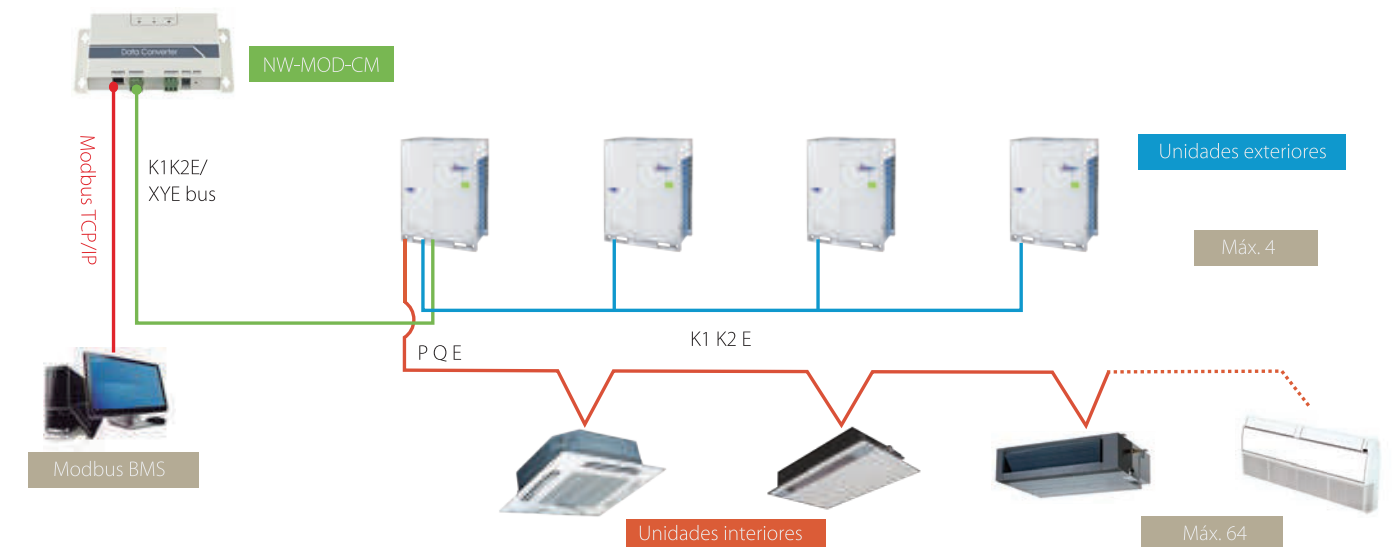 Data Converter
NW-MOD-CM
Modbus TCP/IP
K1K2E/
XYE bus
Unidades exteriores
Máx. 4
K1 K2 E
P Q E
Modbus BMS
Unidades interiores
Máx. 64